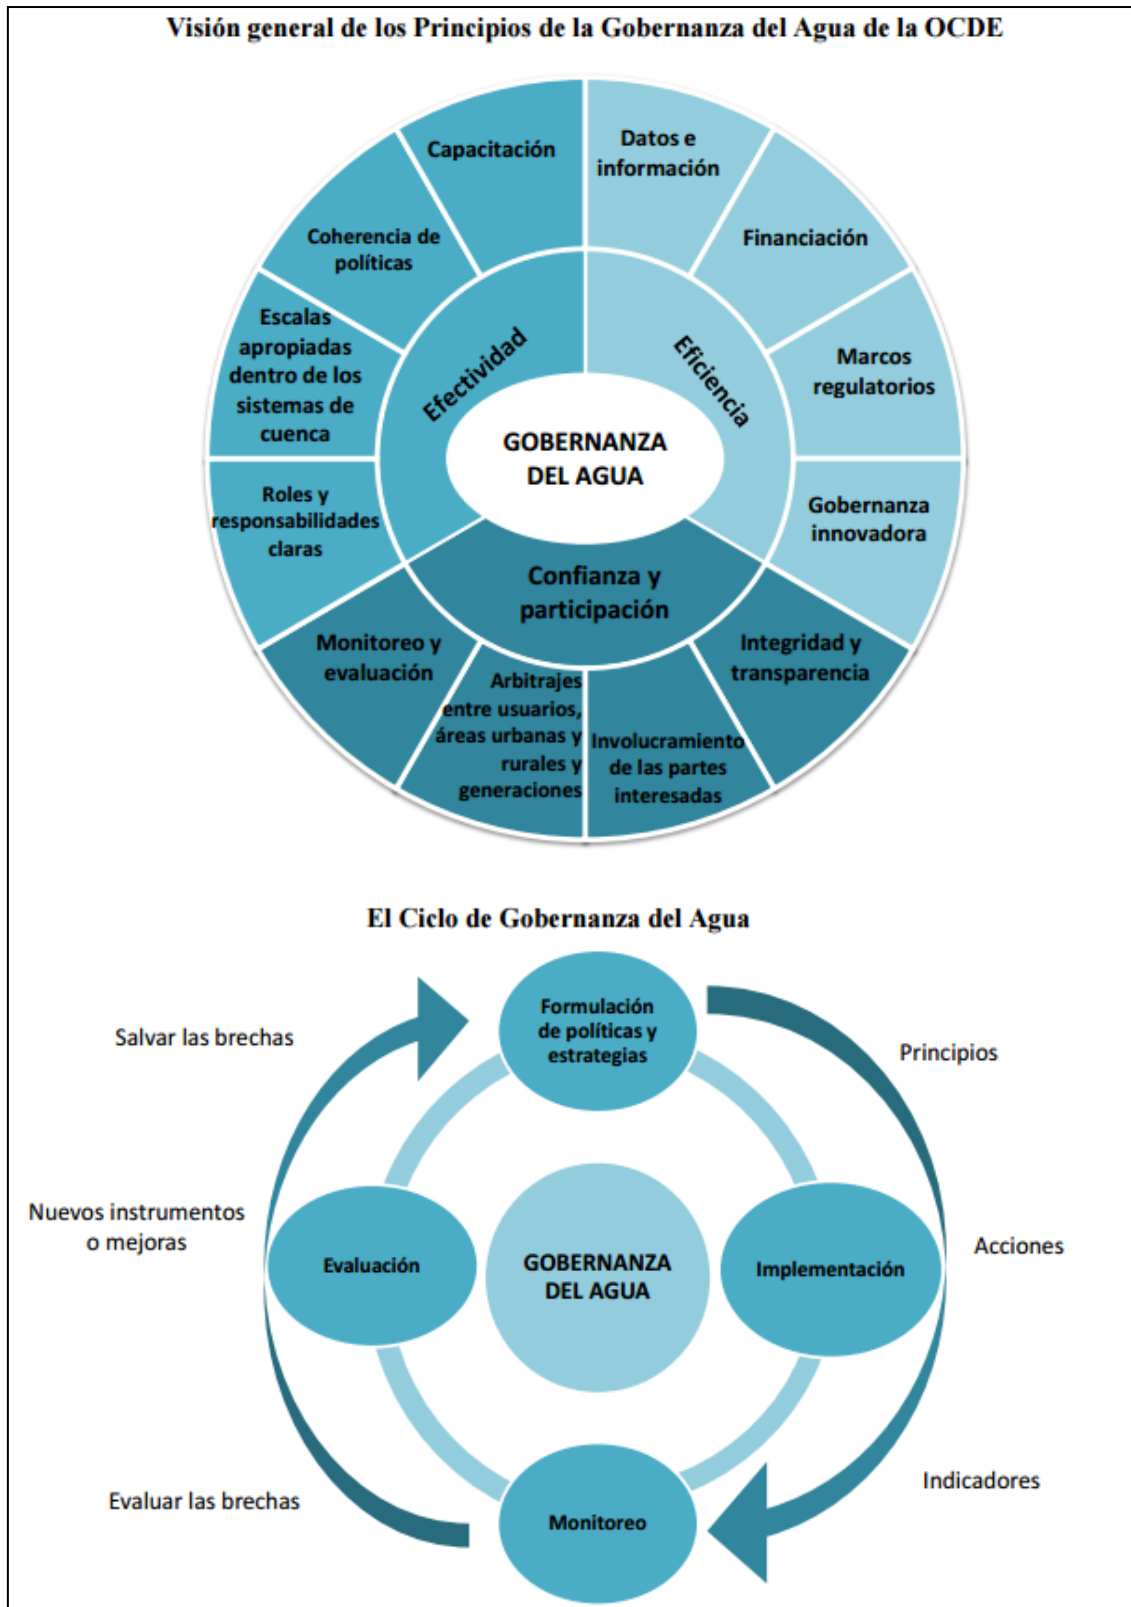 Visión general de los Principios de la Gobernanza del Agua de la OCDE
Capacitación
Datos e
información
Coherencia de
políticas
Financiación
Escalas
apropiadas
dentro de los
sistemas de
cuenca
Marcos
regulatorios
Efectividad
Eficiencia
GOBERNANZA
DEL AGUA
Roles y
responsabilidades
claras
Gobernanza
innovadora
Confianza y
participación
Monitoreo y
evaluación
Arbitrajes
entre usuarios,
áreas urbanas y
rurales y
generaciones
Involucramiento
de las partes
interesadas
Integridad y
transparencia
El Ciclo de Gobernanza del Agua
Formulación
de políticas y
estrategias
Salvar las brechas
Principios
Nuevos instrumentos
o mejoras
Evaluación
GOBERNANZA
DEL AGUA
Implementación
Acciones
Evaluar las brechas
Monitoreo
Indicadores